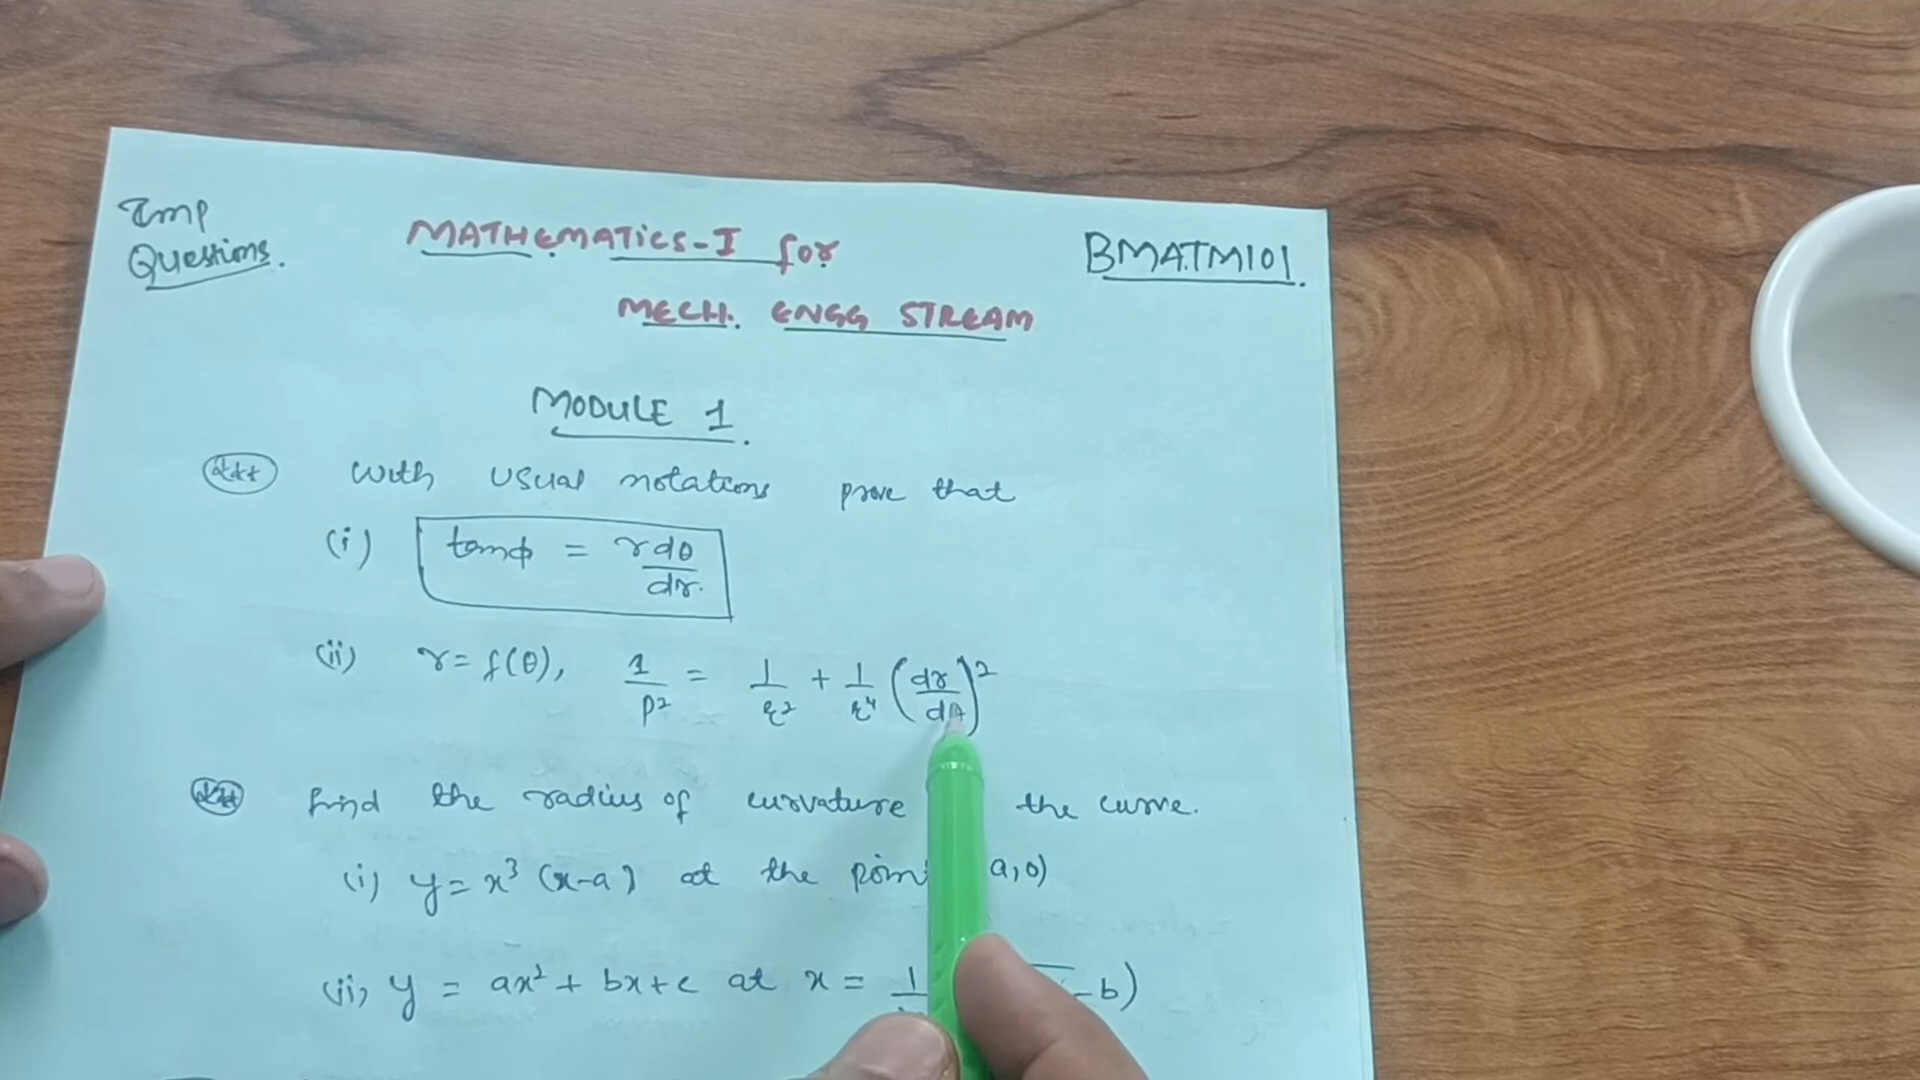 Imp
Questions.
MATHEMATICS-I for
BMATM101
MECH. ENGG STREAM
MODULE 1
with usual notations prove that
(i) tanϕ = r dθ/dr.
(ii) r = f(θ), 1/p² = 1/r² + 1/r⁴ (dr/dθ)²
find the radius of curvature the curve.
(i) y = x³ (x-a) at the a,0)
(ii) y = ax² + bx + c at x = 1 -b)